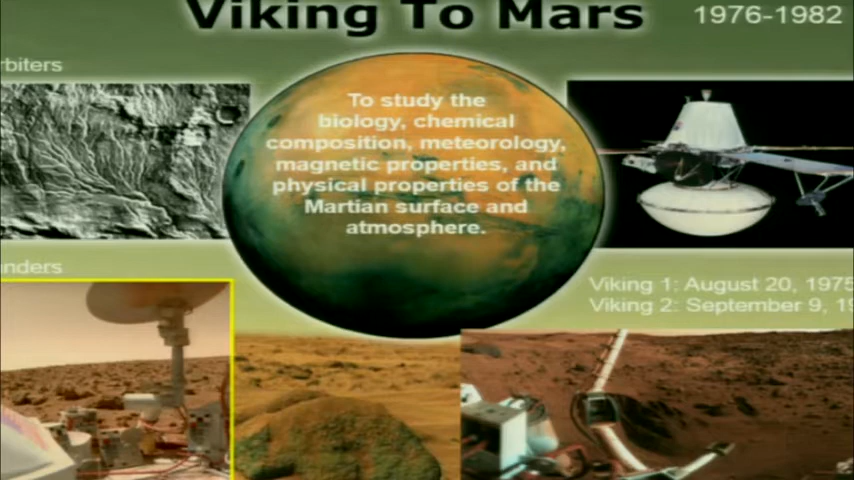 Viking To Mars
1976-1982
rbiters
To study the
biology, chemical
composition, meteorology,
magnetic properties, and
physical properties of the
Martian surface and
atmosphere.
nders
Viking 1: August 20, 1975
Viking 2: September 9, 19